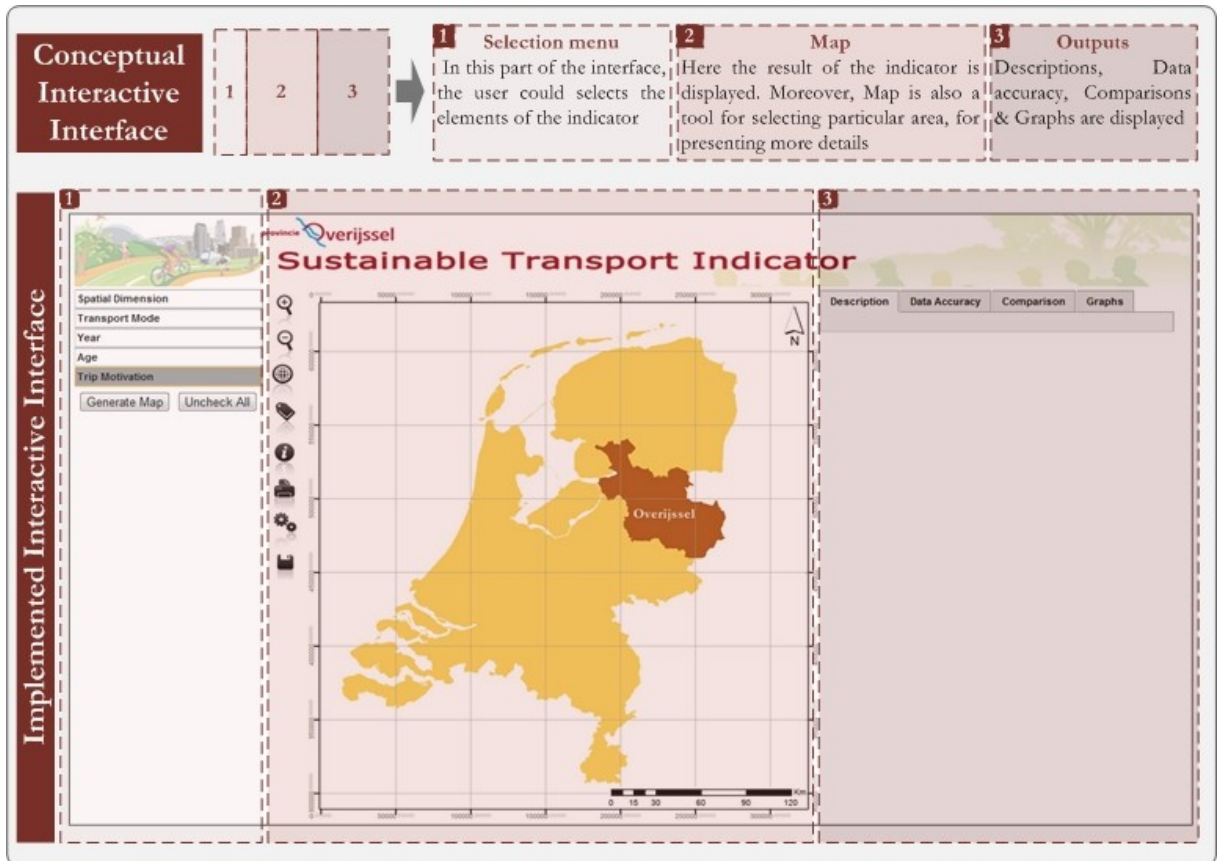 Conceptual
Interactive
Interface
1
2
3
1
Selection menu
In this part of the interface,
the user could selects the
elements of the indicator
2
Map
Here the result of the indicator is
displayed. Moreover, Map is also a
tool for selecting particular area, for
presenting more details
3
Outputs
Descriptions, Data
accuracy, Comparisons
& Graphs are displayed
Implemented Interactive Interface
1
2
3
provincie Overijssel
Sustainable Transport Indicator
Spatial Dimension
Transport Mode
Year
Age
Trip Motivation
Generate Map
Uncheck All
N
Overijssel
Km
0 15 30 60 90 120
Description
Data Accuracy
Comparison
Graphs